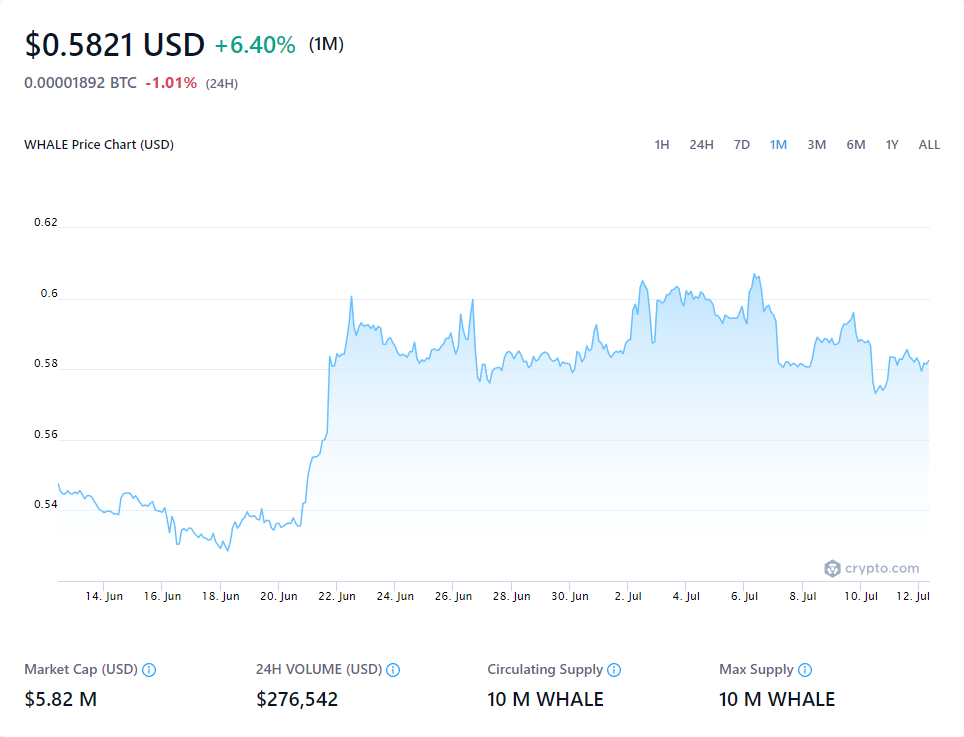 $0.5821 USD +6.40% (1M)
0.00001892 BTC -1.01% (24H)
WHALE Price Chart (USD) 1H 24H 7D 1M 3M 6M 1Y ALL
0.62
0.6
0.58
0.56
0.54
crypto.com
14. Jun 16. Jun 18. Jun 20. Jun 22. Jun 24. Jun 26. Jun 28. Jun 30. Jun 2. Jul 4. Jul 6. Jul 8. Jul 10. Jul 12. Jul
Market Cap (USD) 24H VOLUME (USD) Circulating Supply Max Supply
$5.82 M $276,542 10 M WHALE 10 M WHALE